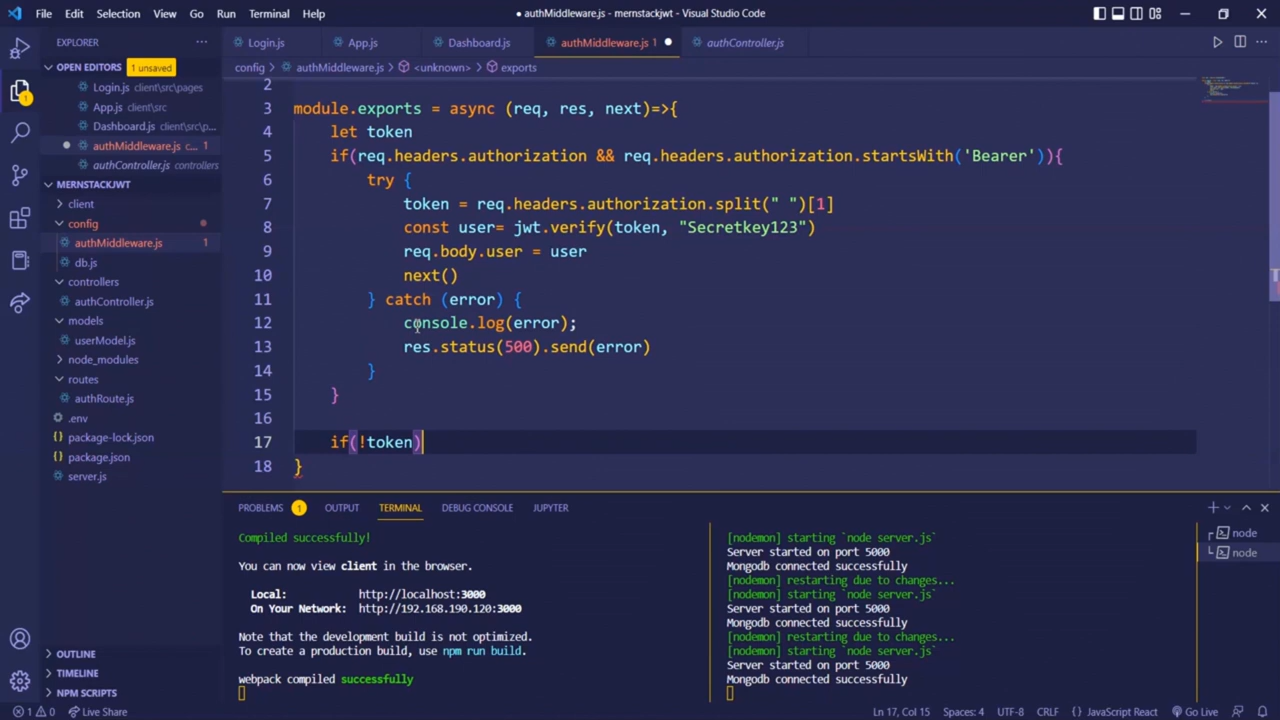 File Edit Selection View Go Run Terminal Help
● authMiddleware.js - mernstackjwt - Visual Studio Code
EXPLORER
OPEN EDITORS 1 unsaved
Login.js client\src\pages
App.js client\src
Dashboard.js client\src\p...
authMiddleware.js c... 1
authController.js controllers
MERNSTACKJWT
client
config
authMiddleware.js 1
db.js
controllers
authController.js
models
userModel.js
node_modules
routes
authRoute.js
.env
package-lock.json
package.json
server.js
OUTLINE
TIMELINE
NPM SCRIPTS
Login.js App.js Dashboard.js authMiddleware.js 1 authController.js
config > authMiddleware.js > <unknown> > exports
2
3 module.exports = async (req, res, next)=>{
4 let token
5 if(req.headers.authorization && req.headers.authorization.startsWith('Bearer')){
6 try {
7 token = req.headers.authorization.split(" ")[1]
8 const user= jwt.verify(token, "Secretkey123")
9 req.body.user = user
10 next()
11 } catch (error) {
12 console.log(error);
13 res.status(500).send(error)
14 }
15 }
16
17 if(!token)
18 }
PROBLEMS 1 OUTPUT TERMINAL DEBUG CONSOLE JUPYTER
Compiled successfully!
You can now view client in the browser.
Local: http://localhost:3000
On Your Network: http://192.168.190.120:3000
Note that the development build is not optimized.
To create a production build, use npm run build.
webpack compiled successfully
[nodemon] starting `node server.js`
Server started on port 5000
Mongodb connected successfully
[nodemon] restarting due to changes...
[nodemon] starting `node server.js`
Server started on port 5000
Mongodb connected successfully
[nodemon] restarting due to changes...
[nodemon] starting `node server.js`
Server started on port 5000
Mongodb connected successfully
node
node
1 0 Live Share
Ln 17, Col 15 Spaces: 4 UTF-8 CRLF {} JavaScript React Go Live